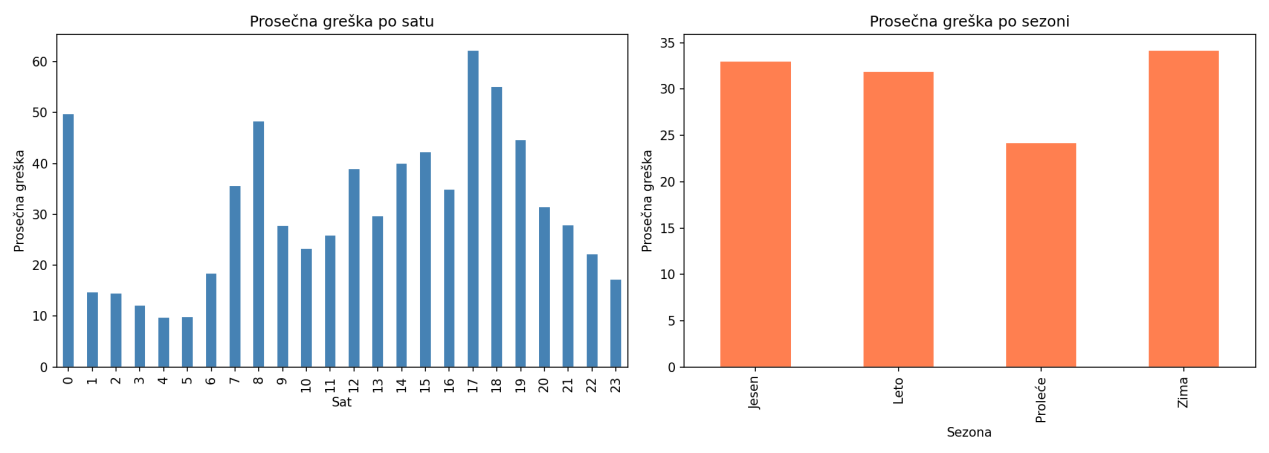 Prosečna greška po satu
Prosečna greška
60
50
40
30
20
10
0
0 1 2 3 4 5 6 7 8 9 10 11 12 13 14 15 16 17 18 19 20 21 22 23
Sat
Prosečna greška po sezoni
Prosečna greška
35
30
25
20
15
10
5
0
Jesen Leto Proleće Zima
Sezona